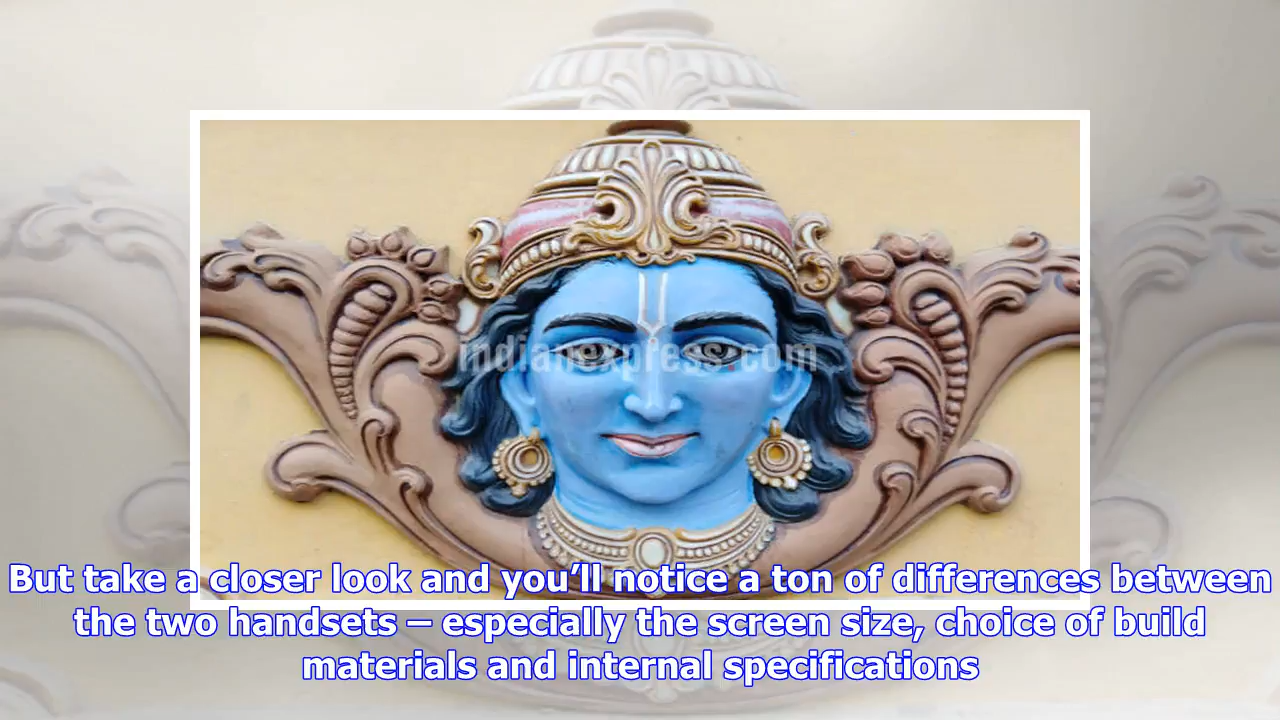 indianexpress.com
But take a closer look and you’ll notice a ton of differences between
the two handsets – especially the screen size, choice of build
materials and internal specifications